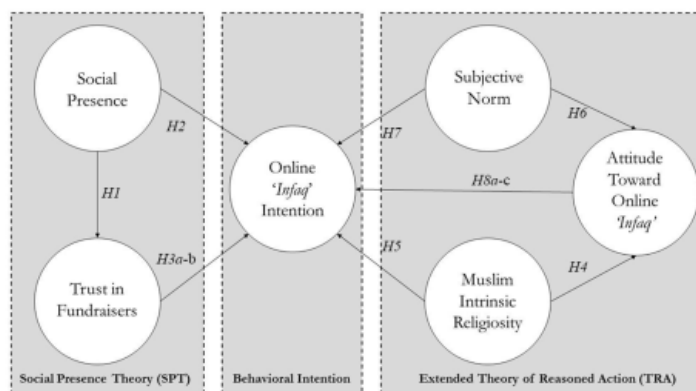 Social
Presence
Subjective
Norm
H2
H7
H6
Online
'Infaq'
Intention
Attitude
Toward
Online
'Infaq'
H8a-c
H1
H3a-b
H5
H4
Trust in
Fundraisers
Muslim
Intrinsic
Religiosity
Social Presence Theory (SPT)
Behavioral Intention
Extended Theory of Reasoned Action (TRA)